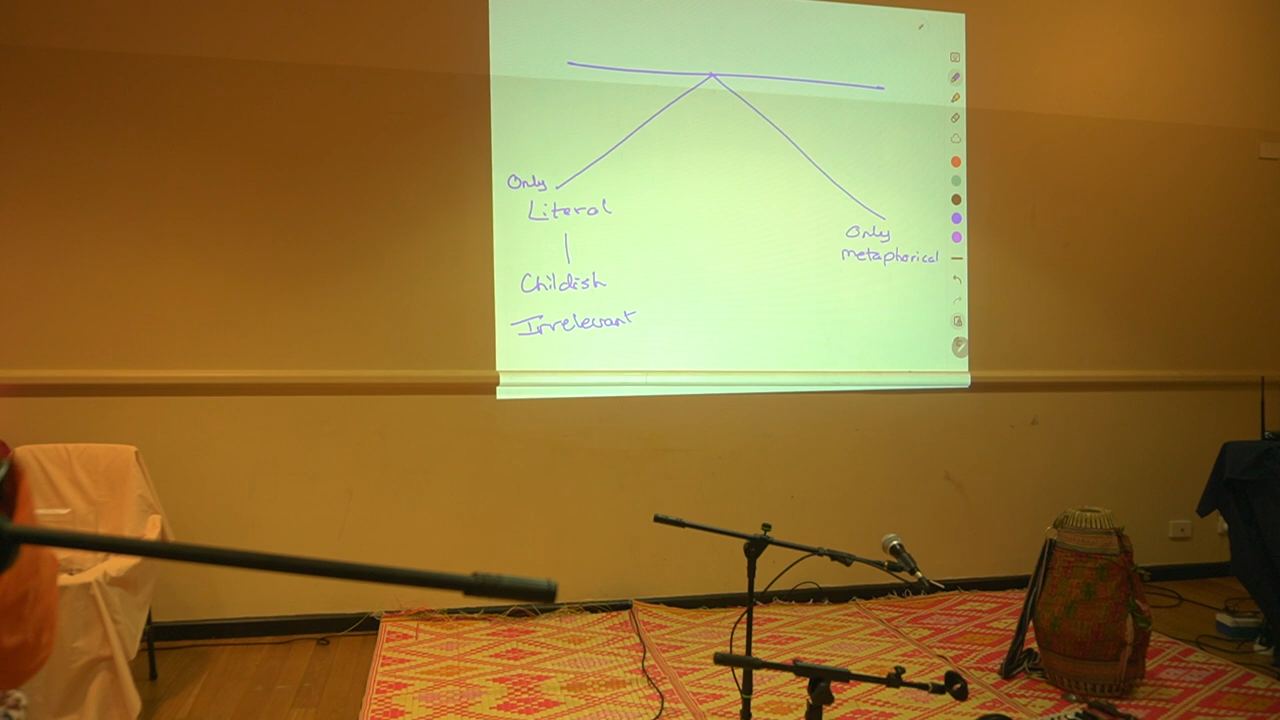 Only
Literal
Childish
Irrelevant
Only
metaphorical